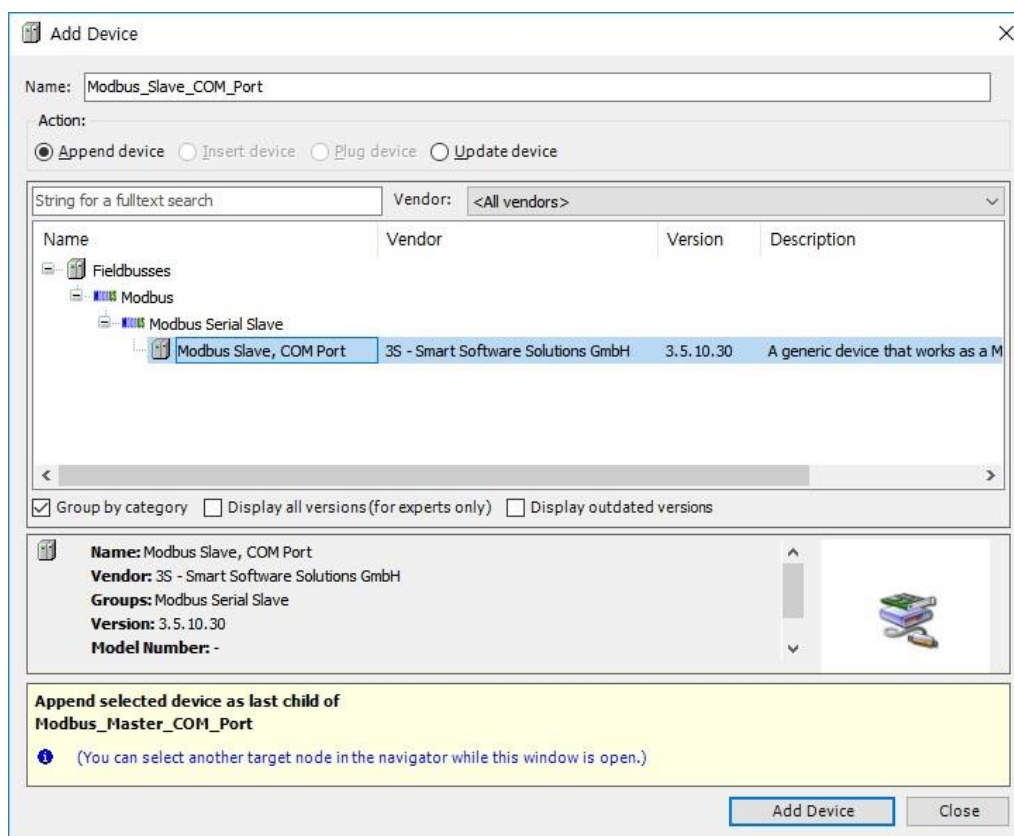 Add Device
Name: Modbus_Slave_COM_Port
Action:
Append device Insert device Plug device Update device
String for a fulltext search Vendor: <All vendors>
Name Vendor Version Description
Fieldbusses
Modbus
Modbus Serial Slave
Modbus Slave, COM Port 3S - Smart Software Solutions GmbH 3.5.10.30 A generic device that works as a M
Group by category Display all versions (for experts only) Display outdated versions
Name: Modbus Slave, COM Port
Vendor: 3S - Smart Software Solutions GmbH
Groups: Modbus Serial Slave
Version: 3.5.10.30
Model Number: -
Append selected device as last child of
Modbus_Master_COM_Port
(You can select another target node in the navigator while this window is open.)
Add Device Close